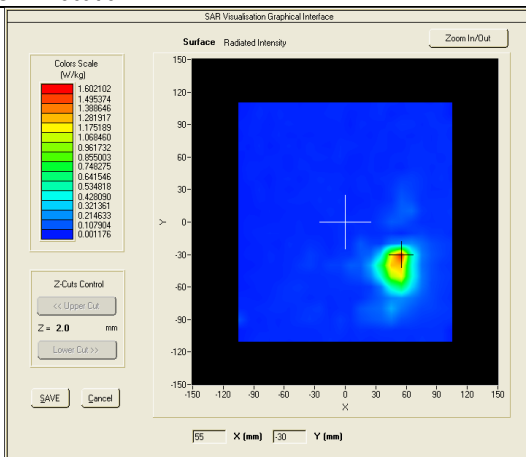 SAR Visualisation Graphical Interface
Surface Radiated Intensity
Zoom In/Out
Colors Scale
(W/kg)
1.602102
1.495374
1.388646
1.281917
1.175189
1.068460
0.961732
0.855003
0.748275
0.641546
0.534818
0.428090
0.321361
0.214633
0.107904
0.001176
150-
120-
90-
60-
30-
0-
-30-
-60-
-90-
-120-
-150-
Y
-150 -120 -90 -60 -30 0 30 60 90 120 150
X
Z-Cuts Control
<< Upper Cut
Z = 2.0 mm
Lower Cut >>
SAVE Cancel
55 X (mm) -30 Y (mm)